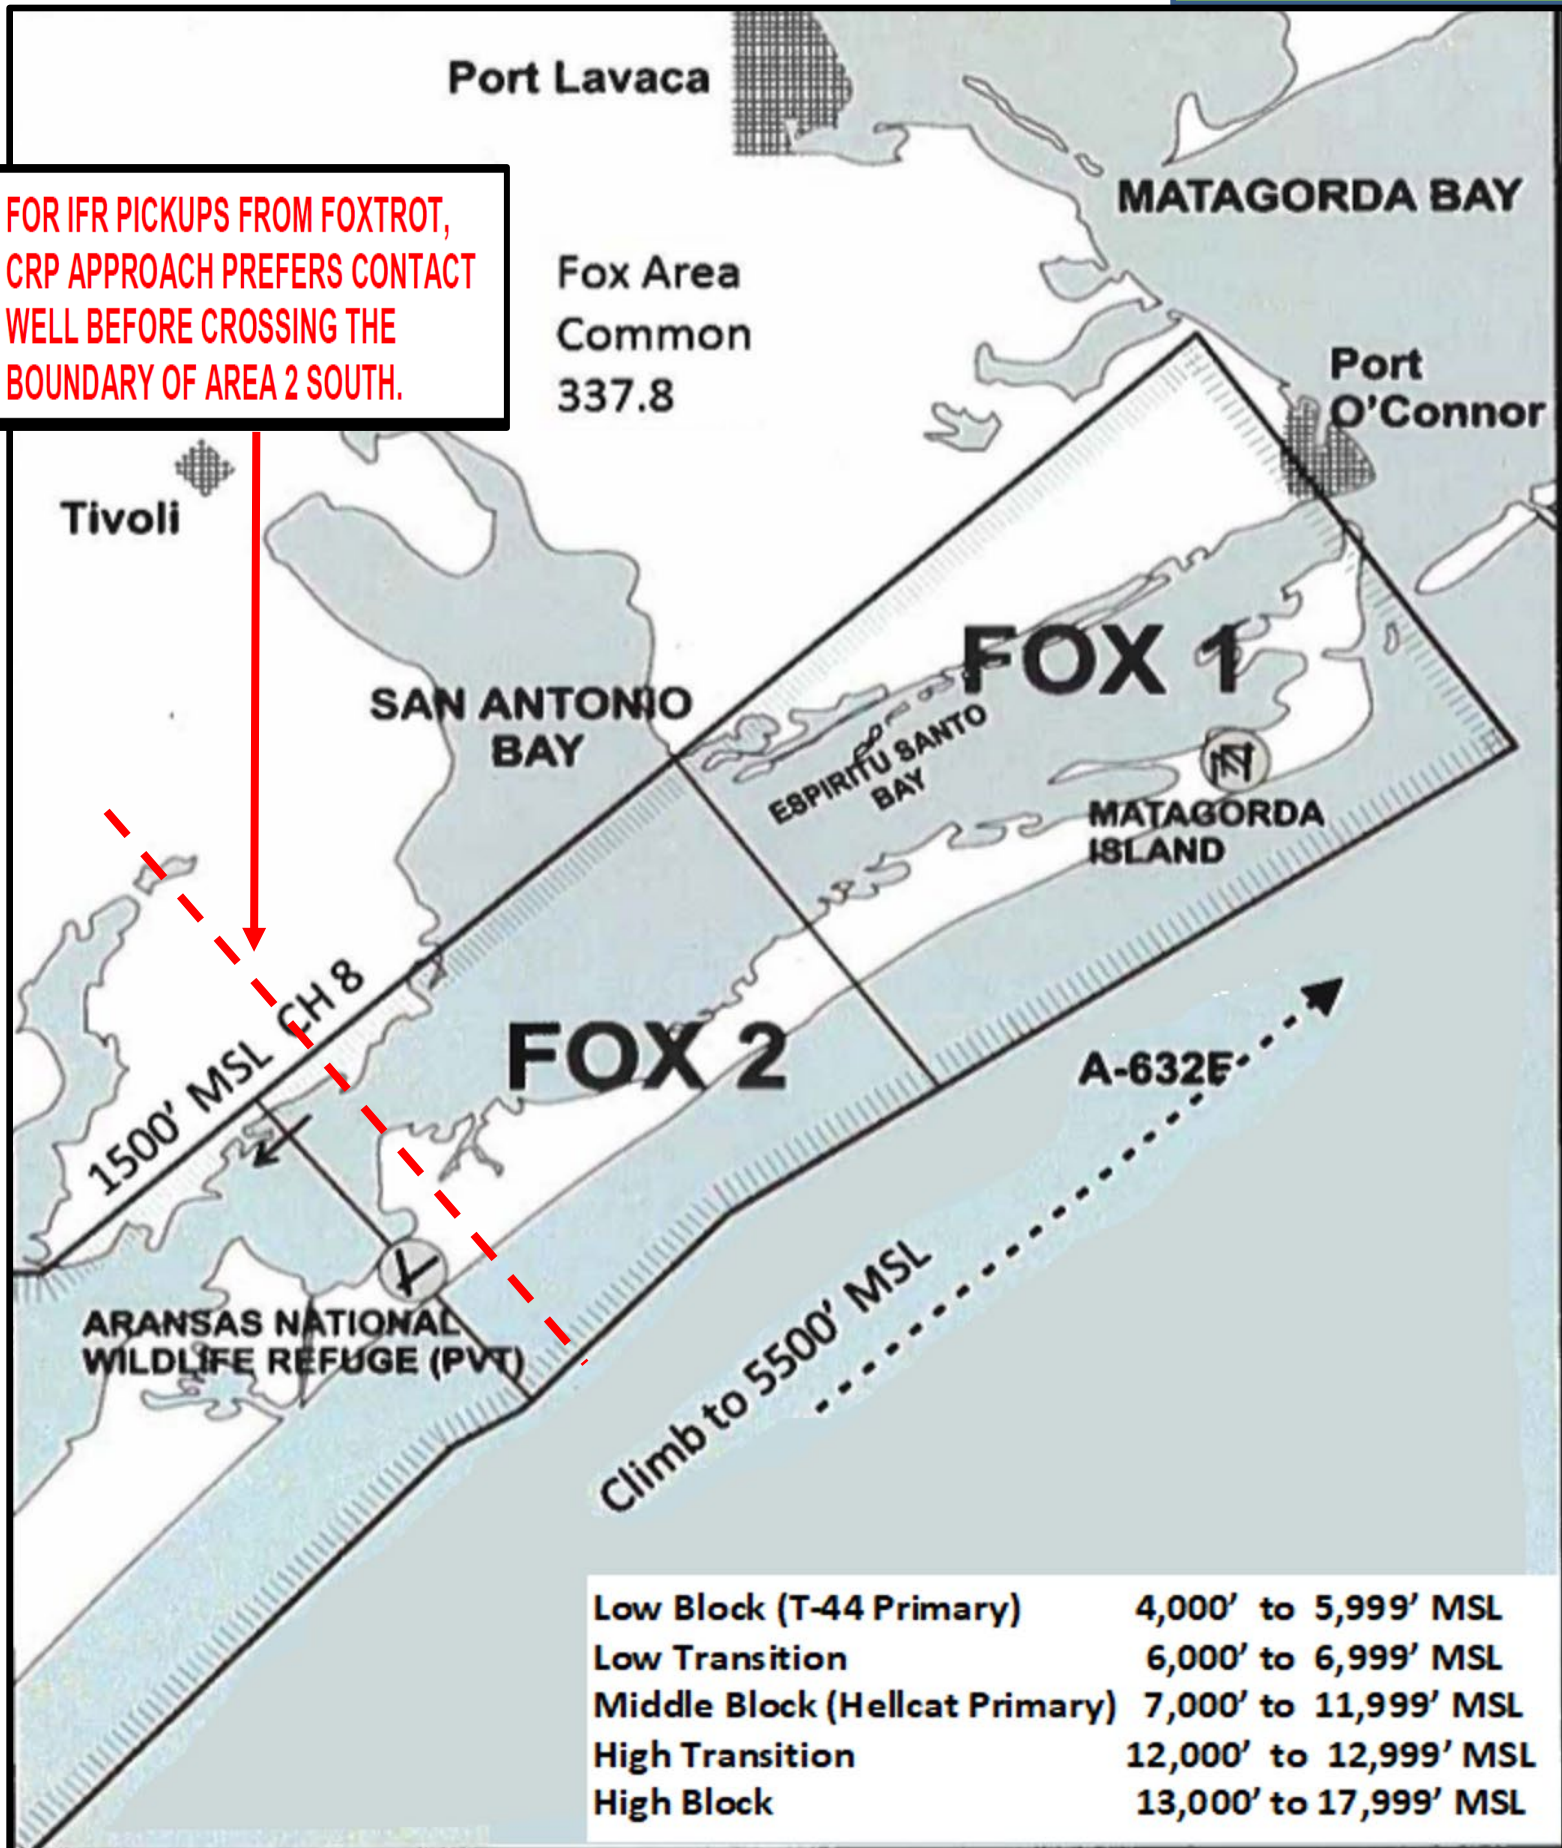 Port Lavaca
MATAGORDA BAY
FOR IFR PICKUPS FROM FOXTROT,
CRP APPROACH PREFERS CONTACT
WELL BEFORE CROSSING THE
BOUNDARY OF AREA 2 SOUTH.
Fox Area
Common
337.8
Port
O'Connor
Tivoli
FOX 1
SAN ANTONIO
BAY
ESPIRITU SANTO
BAY
MATAGORDA
ISLAND
1500' MSL CH 8
FOX 2
A-632E
ARANSAS NATIONAL
WILDLIFE REFUGE (PVT)
Climb to 5500' MSL
Low Block (T-44 Primary) 4,000' to 5,999' MSL
Low Transition 6,000' to 6,999' MSL
Middle Block (Hellcat Primary) 7,000' to 11,999' MSL
High Transition 12,000' to 12,999' MSL
High Block 13,000' to 17,999' MSL